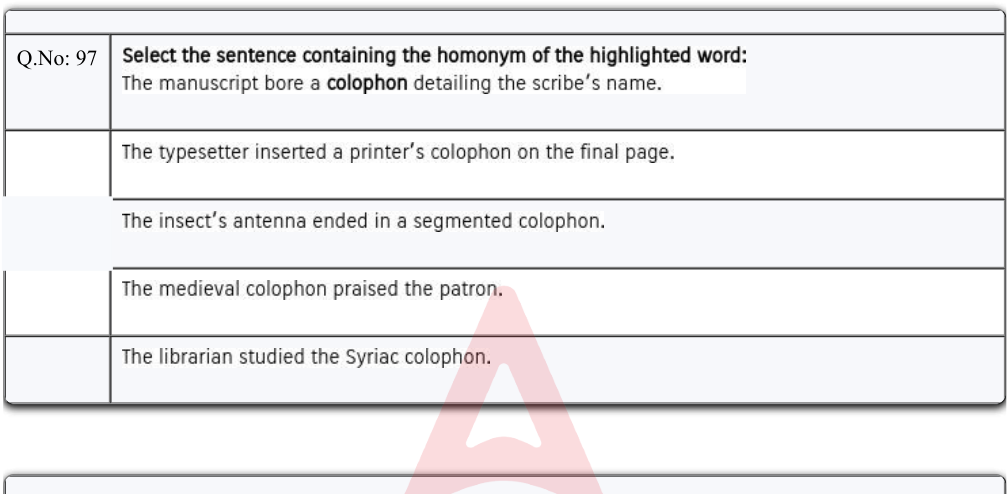 Q.No: 97
Select the sentence containing the homonym of the highlighted word:
The manuscript bore a colophon detailing the scribe's name.
The typesetter inserted a printer's colophon on the final page.
The insect's antenna ended in a segmented colophon.
The medieval colophon praised the patron.
The librarian studied the Syriac colophon.